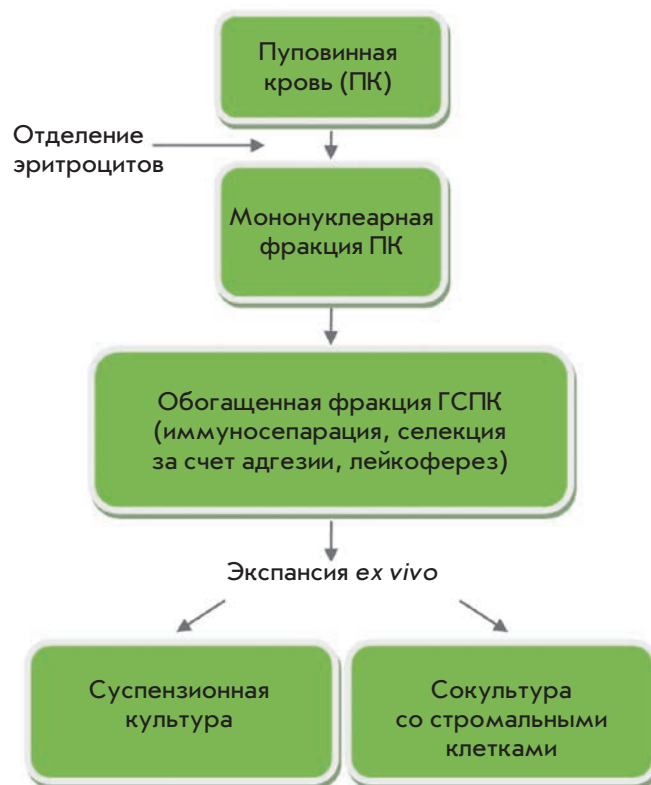 Пуповинная
кровь (ПК)
Отделение
эритроцитов
Мононуклеарная
фракция ПК
Обогащенная фракция ГСПК
(иммуносепарация, селекция
за счет адгезии, лейкоферез)
Экспансия ex vivo
Суспензионная
культура
Сокультура
со стромальными
клетками